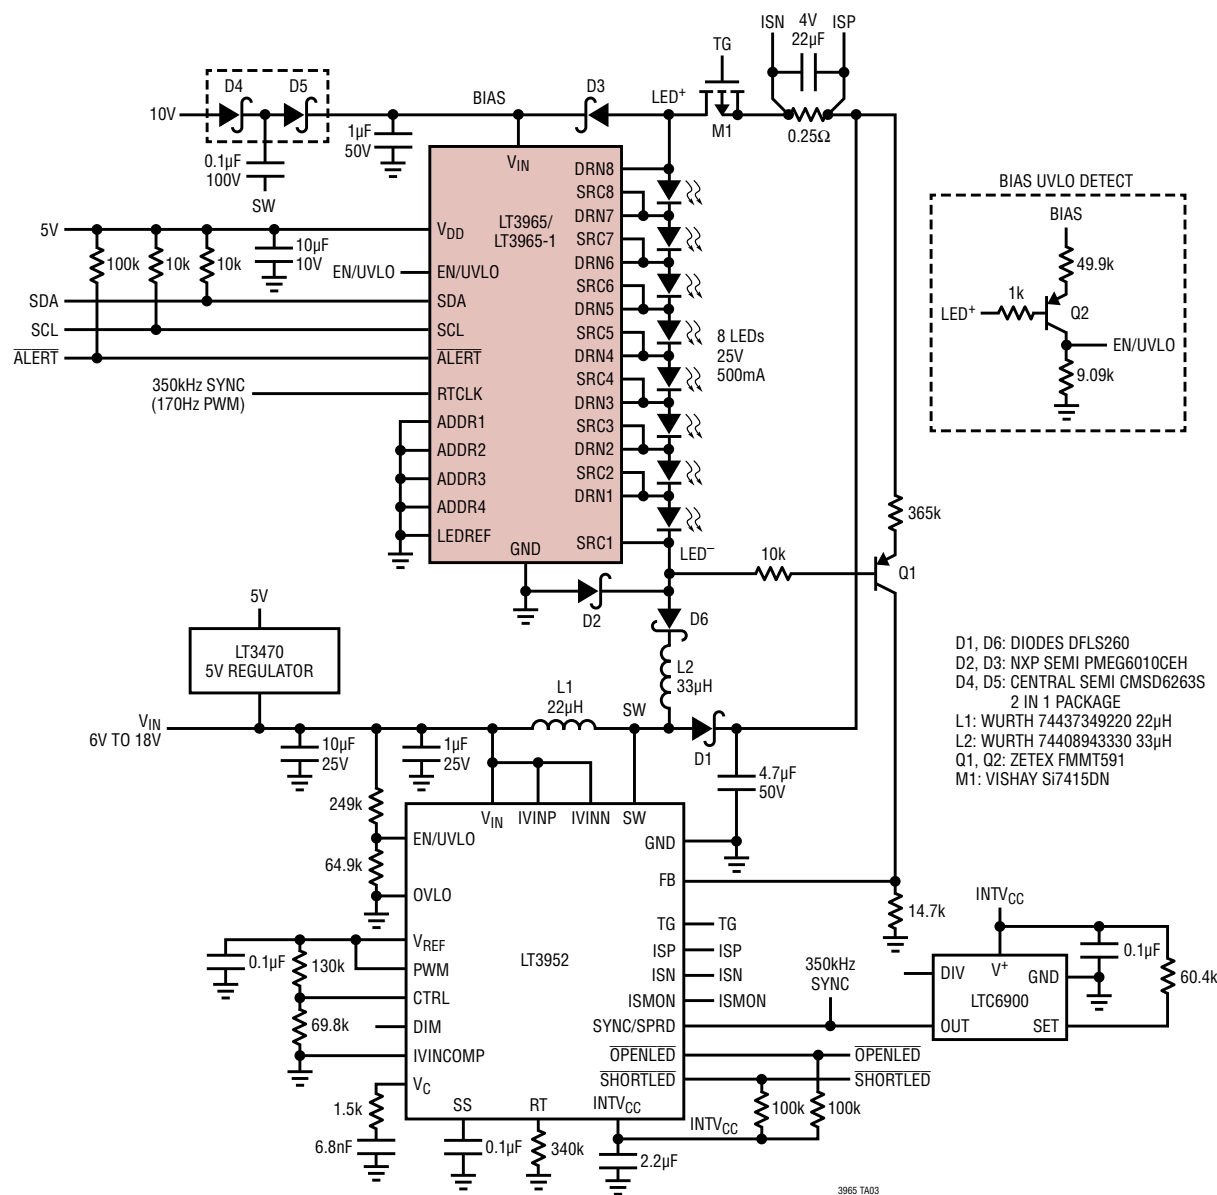 ISN
4V
22µF
ISP
TG
M1
0.25Ω
10V
D4
D5
BIAS
D3
LED+
1µF
50V
0.1µF
100V
SW
VIN
LT3965/
LT3965-1
VDD
EN/UVLO
SDA
SCL
ALERT
RTCLK
ADDR1
ADDR2
ADDR3
ADDR4
LEDREF
GND
DRN8
SRC8
DRN7
SRC7
DRN6
SRC6
DRN5
SRC5
DRN4
SRC4
DRN3
SRC3
DRN2
SRC2
DRN1
SRC1
5V
100k
10k
10k
10µF
10V
EN/UVLO
SDA
SCL
ALERT
350kHz SYNC
(170Hz PWM)
8 LEDs
25V
500mA
BIAS UVLO DETECT
BIAS
49.9k
1k
LED+
Q2
EN/UVLO
9.09k
365k
LED–
10k
Q1
D2
D6
L2
33µH
5V
LT3470
5V REGULATOR
VIN
6V TO 18V
L1
22µH
SW
D1
10µF
25V
1µF
25V
4.7µF
50V
249k
64.9k
D1, D6: DIODES DFLS260
D2, D3: NXP SEMI PMEG6010CEH
D4, D5: CENTRAL SEMI CMSD6263S
2 IN 1 PACKAGE
L1: WURTH 74437349220 22µH
L2: WURTH 74408943330 33µH
Q1, Q2: ZETEX FMMT591
M1: VISHAY Si7415DN
VIN
IVINP
IVINN
SW
EN/UVLO
OVLO
VREF
PWM
CTRL
DIM
IVINCOMP
VC
SS
RT
INTVCC
LT3952
GND
FB
TG
ISP
ISN
ISMON
SYNC/SPRD
OPENLED
SHORTLED
TG
ISP
ISN
ISMON
OPENLED
SHORTLED
0.1µF
130k
69.8k
1.5k
6.8nF
0.1µF
340k
2.2µF
INTVCC
100k
100k
14.7k
350kHz
SYNC
INTVCC
0.1µF
60.4k
DIV
V+
GND
LTC6900
OUT
SET
3965 TA03